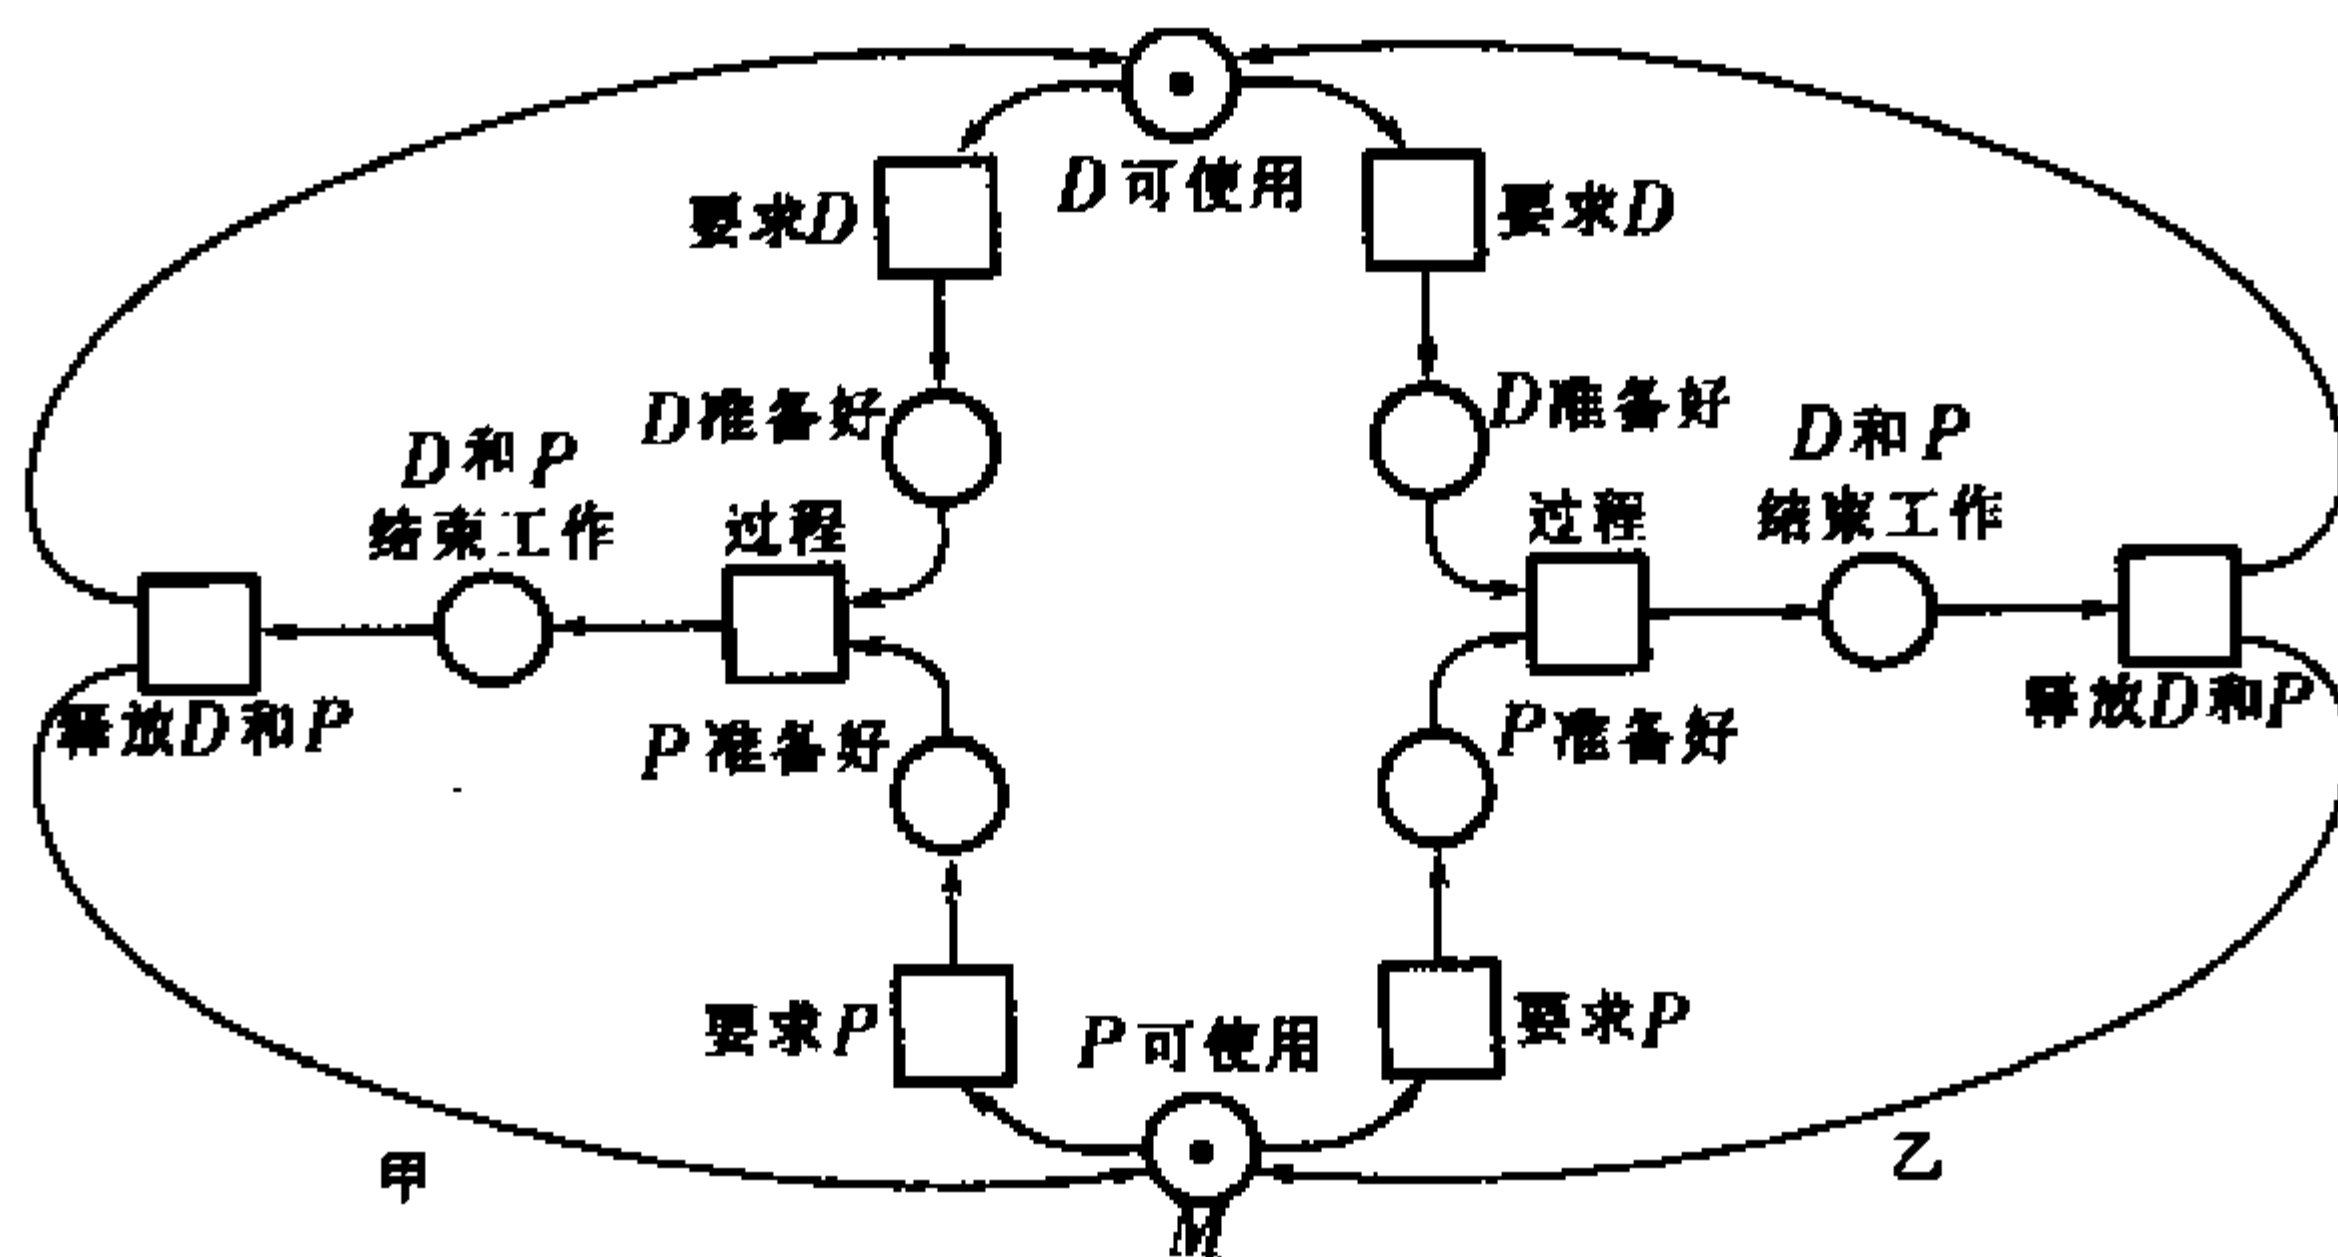 D可使用
要求D
要求D
D准备好
D准备好
D和P
结束工作
过程
过程
D和P
结束工作
释放D和P
P准备好
P准备好
释放D和P
要求P
P可使用
要求P
甲
乙
M